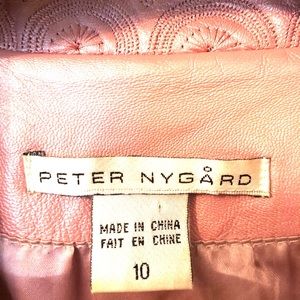 PETER NYGÅRD
MADE IN CHINA
FAIT EN CHINE
10